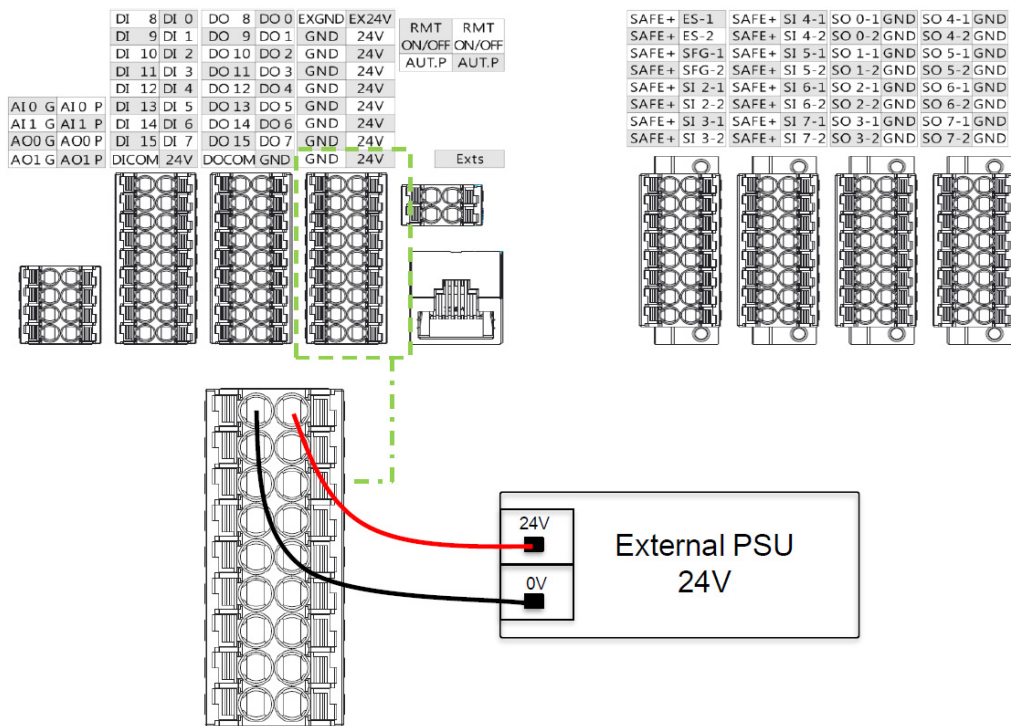 DI 8 DI 0 DO 8 DO 0 EXGND EX24V
DI 9 DI 1 DO 9 DO 1 GND 24V
DI 10 DI 2 DO 10 DO 2 GND 24V
DI 11 DI 3 DO 11 DO 3 GND 24V
DI 12 DI 4 DO 12 DO 4 GND 24V
AI0 G AI0 P DI 13 DI 5 DO 13 DO 5 GND 24V
AI1 G AI1 P DI 14 DI 6 DO 14 DO 6 GND 24V
AO0 G AO0 P DI 15 DI 7 DO 15 DO 7 GND 24V
AO1 G AO1 P DICOM 24V DOCOM GND GND 24V
RMT RMT
ON/OFF ON/OFF
AUT.P AUT.P
Exts
SAFE+ ES-1 SAFE+ SI 4-1 SO 0-1 GND SO 4-1 GND
SAFE+ ES-2 SAFE+ SI 4-2 SO 0-2 GND SO 4-2 GND
SAFE+ SFG-1 SAFE+ SI 5-1 SO 1-1 GND SO 5-1 GND
SAFE+ SFG-2 SAFE+ SI 5-2 SO 1-2 GND SO 5-2 GND
SAFE+ SI 2-1 SAFE+ SI 6-1 SO 2-1 GND SO 6-1 GND
SAFE+ SI 2-2 SAFE+ SI 6-2 SO 2-2 GND SO 6-2 GND
SAFE+ SI 3-1 SAFE+ SI 7-1 SO 3-1 GND SO 7-1 GND
SAFE+ SI 3-2 SAFE+ SI 7-2 SO 3-2 GND SO 7-2 GND
24V
0V
External PSU
24V